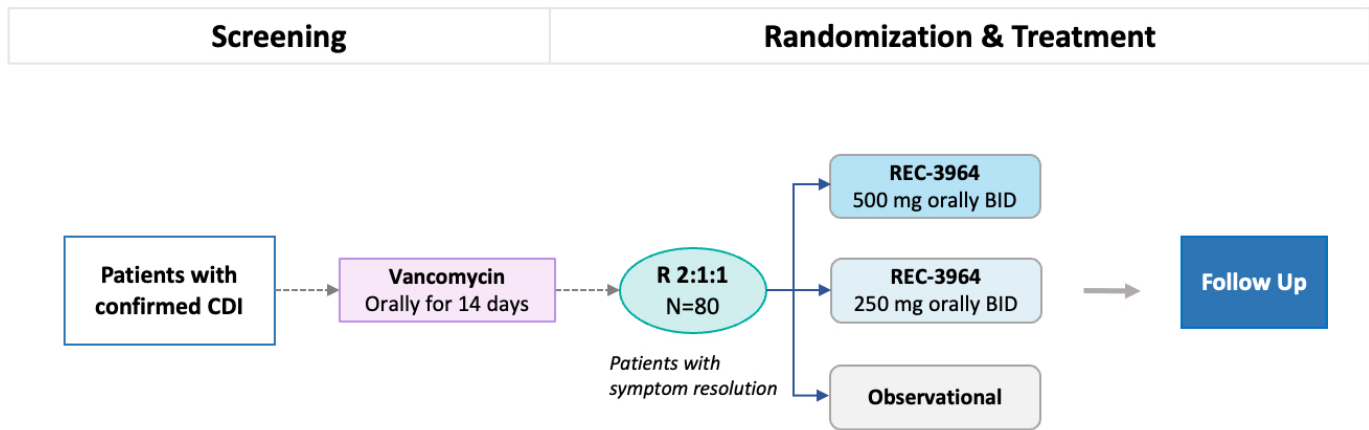 Screening
Randomization & Treatment
Patients with
confirmed CDI
Vancomycin
Orally for 14 days
R 2:1:1
N=80
Patients with
symptom resolution
REC-3964
500 mg orally BID
REC-3964
250 mg orally BID
Observational
Follow Up